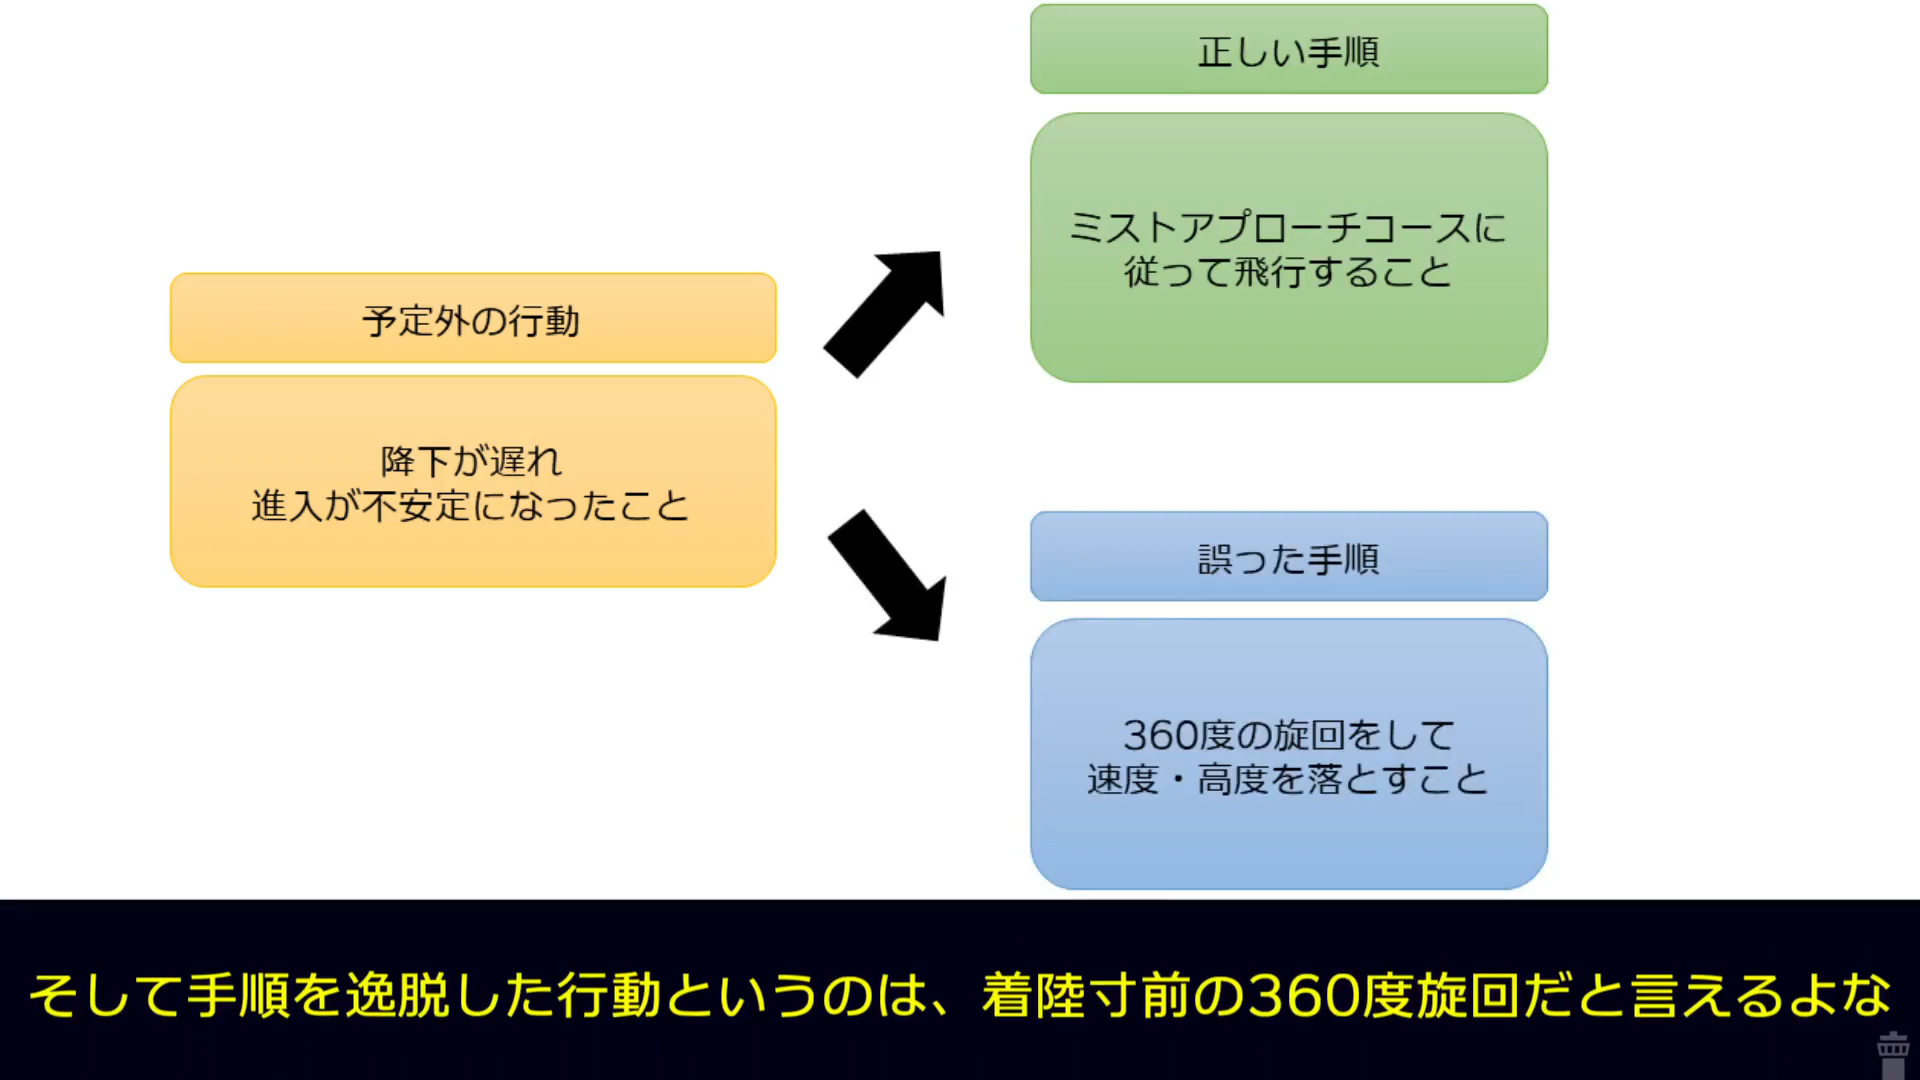 予定外の行動
降下が遅れ
進入が不安定になったこと
正しい手順
ミストアプローチコースに
従って飛行すること
誤った手順
360度の旋回をして
速度・高度を落とすこと
そして手順を逸脱した行動というのは、着陸寸前の360度旋回だと言えるよな